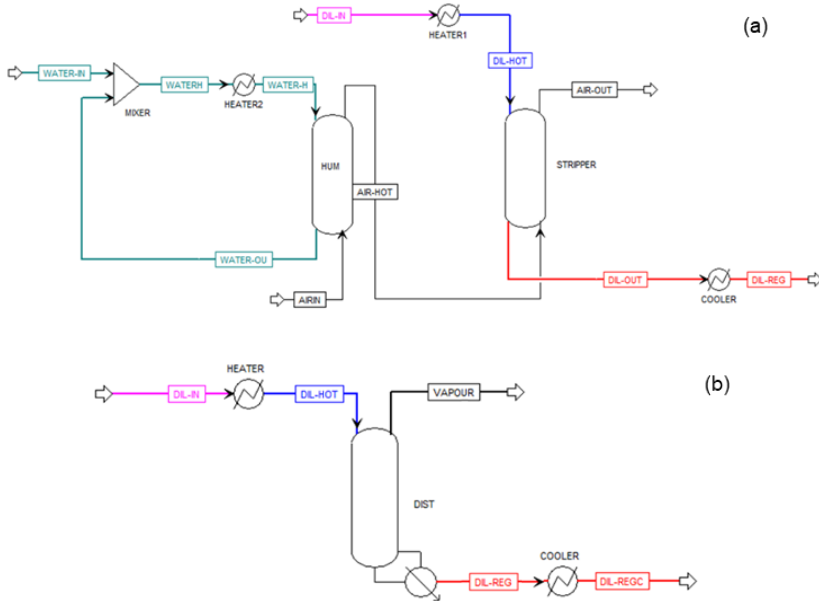 (a)
DIL-IN
HEATER1
DIL-HOT
WATER-IN
WATERH
WATER-H
MIXER
HEATER2
AIR-OUT
HUM
STRIPPER
AIR-HOT
WATER-OU
AIRIN
DIL-OUT
DIL-REG
COOLER
(b)
HEATER
DIL-IN
DIL-HOT
VAPOUR
DIST
COOLER
DIL-REG
DIL-REGC